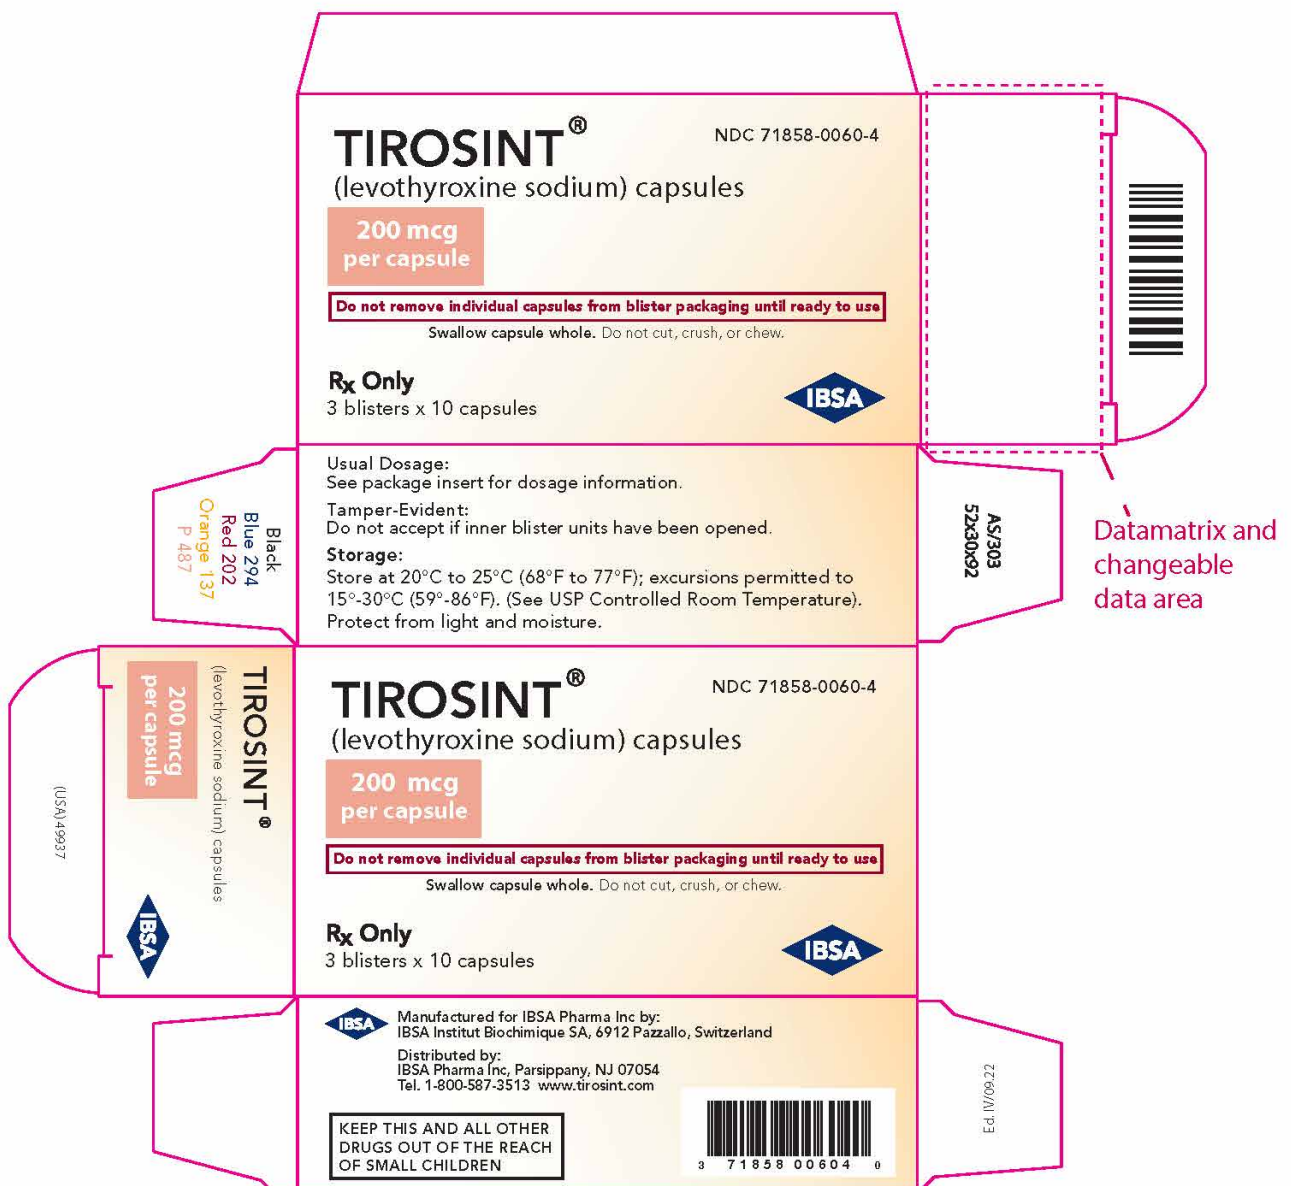 TIROSINT®
NDC 71858-0060-4
(levothyroxine sodium) capsules
200 mcg
per capsule
Do not remove individual capsules from blister packaging until ready to use
Swallow capsule whole. Do not cut, crush, or chew.
Rx Only
3 blisters x 10 capsules
IBSA
Usual Dosage:
See package insert for dosage information.
Tamper-Evident:
Do not accept if inner blister units have been opened.
Storage:
Store at 20°C to 25°C (68°F to 77°F); excursions permitted to
15°-30°C (59°-86°F). (See USP Controlled Room Temperature).
Protect from light and moisture.
Black
Blue 294
Red 202
Orange 137
P 487
AS/303
52x30x92
Datamatrix and
changeable
data area
TIROSINT®
(levothyroxine sodium) capsules
200 mcg
per capsule
IBSA
(USA)49937
TIROSINT®
NDC 71858-0060-4
(levothyroxine sodium) capsules
200 mcg
per capsule
Do not remove individual capsules from blister packaging until ready to use
Swallow capsule whole. Do not cut, crush, or chew.
Rx Only
3 blisters x 10 capsules
IBSA
IBSA
Manufactured for IBSA Pharma Inc by:
IBSA Institut Biochimique SA, 6912 Pazzallo, Switzerland
Distributed by:
IBSA Pharma Inc, Parsippany, NJ 07054
Tel. 1-800-587-3513 www.tirosint.com
KEEP THIS AND ALL OTHER
DRUGS OUT OF THE REACH
OF SMALL CHILDREN
3 71858 00604 0
Ed. IV/09.22